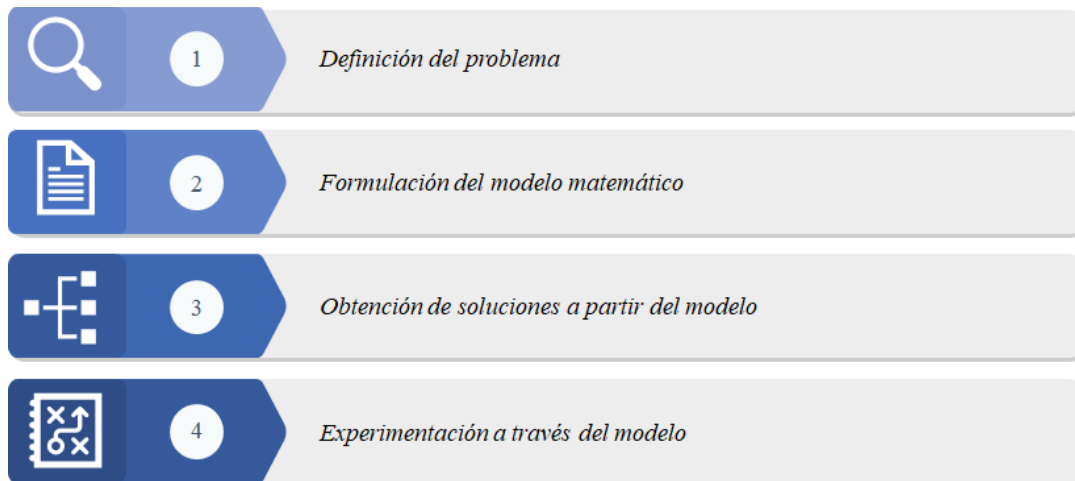 1 Definición del problema
2 Formulación del modelo matemático
3 Obtención de soluciones a partir del modelo
4 Experimentación a través del modelo